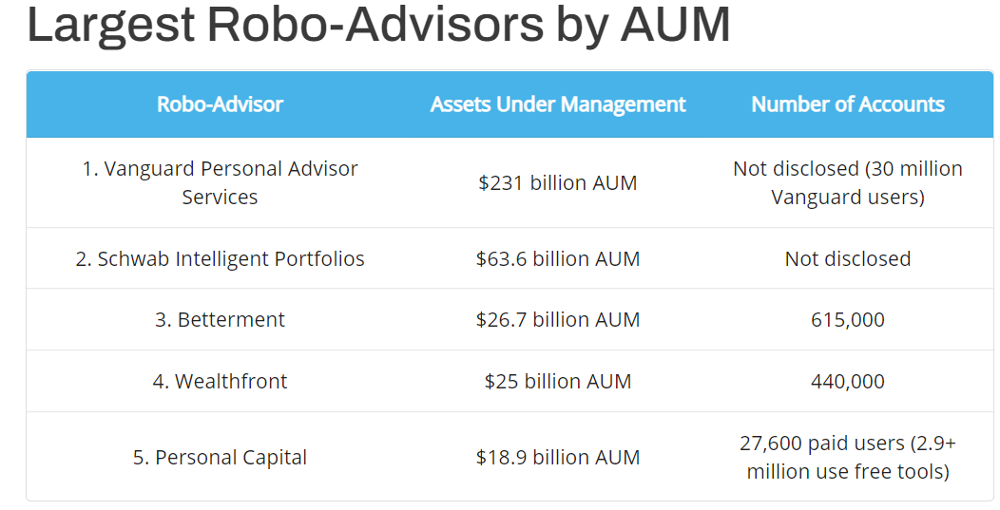 Largest Robo-Advisors by AUM
Robo-Advisor Assets Under Management Number of Accounts
1. Vanguard Personal Advisor
Services
$231 billion AUM
Not disclosed (30 million
Vanguard users)
2. Schwab Intelligent Portfolios $63.6 billion AUM Not disclosed
3. Betterment $26.7 billion AUM 615,000
4. Wealthfront $25 billion AUM 440,000
5. Personal Capital $18.9 billion AUM
27,600 paid users (2.9+
million use free tools)